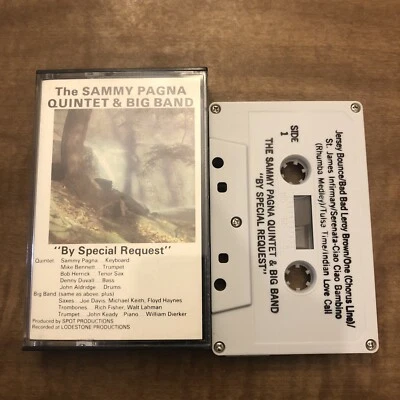 The SAMMY PAGNA
QUINTET & BIG BAND
"By Special Request"
Quintet Sammy Pagna Keyboard
Mike Bennett Trumpet
Bob Herrick Tenor Sax
Denny Duvall Bass
John Aldridge Drums
Big Band (same as above, plus)
Saxes Joe Davis, Michael Keith, Floyd Haynes
Trombones Rich Fisher, Walt Lahman
Trumpet John Keady Piano William Dierker
Produced by SPOT PRODUCTIONS
Recorded at LODESTONE PRODUCTIONS
Jersey Bounce/Bad Bad Leroy Brown/One (Chorus Line)/
St. James Infirmary/Serenata-Ciao Ciao Bambino
(Rhumba Medley)/Tulsa Time/Indian Love Call
SIDE
1
THE SAMMY PAGNA QUINTET & BIG BAND
"BY SPECIAL REQUEST"